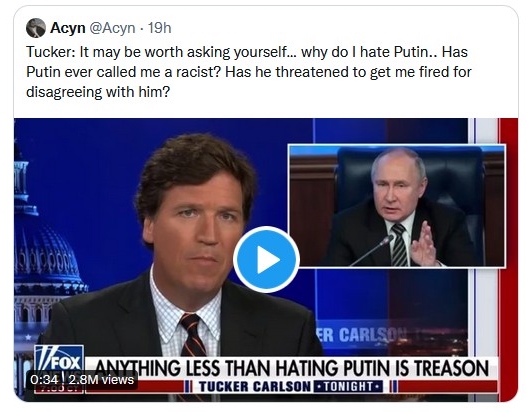 Acyn @Acyn · 19h
Tucker: It may be worth asking yourself... why do I hate Putin.. Has
Putin ever called me a racist? Has he threatened to get me fired for
disagreeing with him?
ER CARLSON
FOX
ANYTHING LESS THAN HATING PUTIN IS TREASON
0:34 2.8M views
TUCKER CARLSON ▪TONIGHT▪